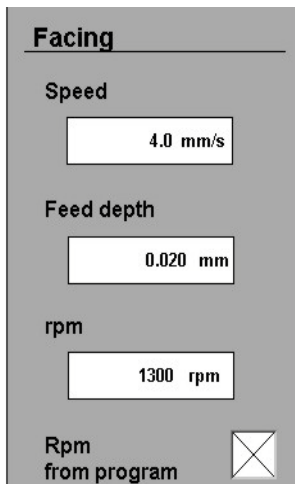 Facing
Speed
4.0 mm/s
Feed depth
0.020 mm
rpm
1300 rpm
Rpm
from program